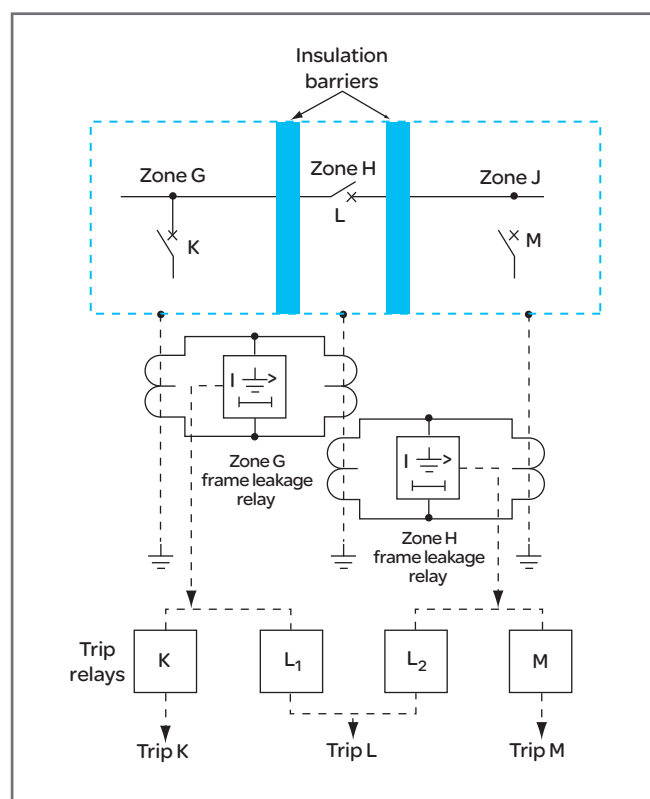 Insulation
barriers
Zone G
Zone H
Zone J
L
K
M
I >
I >
Zone G
frame leakage
relay
Zone H
frame leakage
relay
Trip
relays
K
L₁
L₂
M
Trip K
Trip L
Trip M